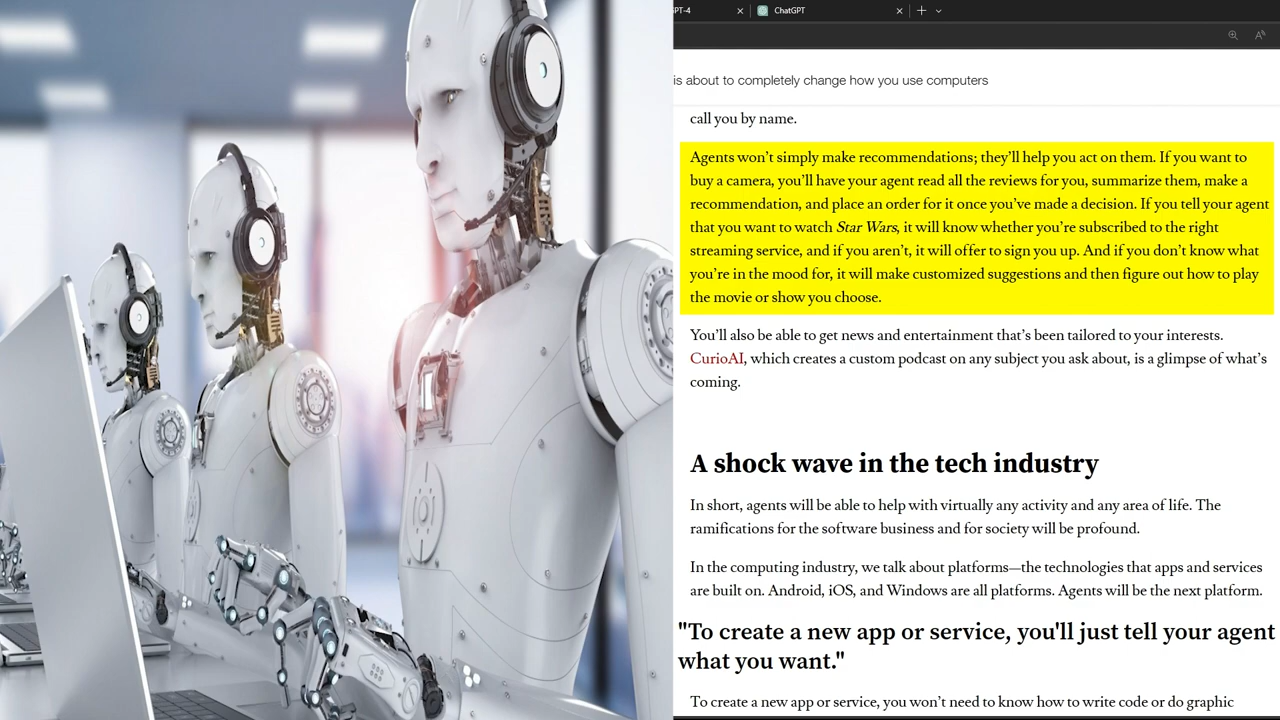 PT-4
ChatGPT
is about to completely change how you use computers
call you by name.
Agents won’t simply make recommendations; they’ll help you act on them. If you want to
buy a camera, you’ll have your agent read all the reviews for you, summarize them, make a
recommendation, and place an order for it once you’ve made a decision. If you tell your agent
that you want to watch Star Wars, it will know whether you’re subscribed to the right
streaming service, and if you aren’t, it will offer to sign you up. And if you don’t know what
you’re in the mood for, it will make customized suggestions and then figure out how to play
the movie or show you choose.
You’ll also be able to get news and entertainment that’s been tailored to your interests.
CurioAI, which creates a custom podcast on any subject you ask about, is a glimpse of what’s
coming.
A shock wave in the tech industry
In short, agents will be able to help with virtually any activity and any area of life. The
ramifications for the software business and for society will be profound.
In the computing industry, we talk about platforms—the technologies that apps and services
are built on. Android, iOS, and Windows are all platforms. Agents will be the next platform.
"To create a new app or service, you'll just tell your agent
what you want."
To create a new app or service, you won’t need to know how to write code or do graphic